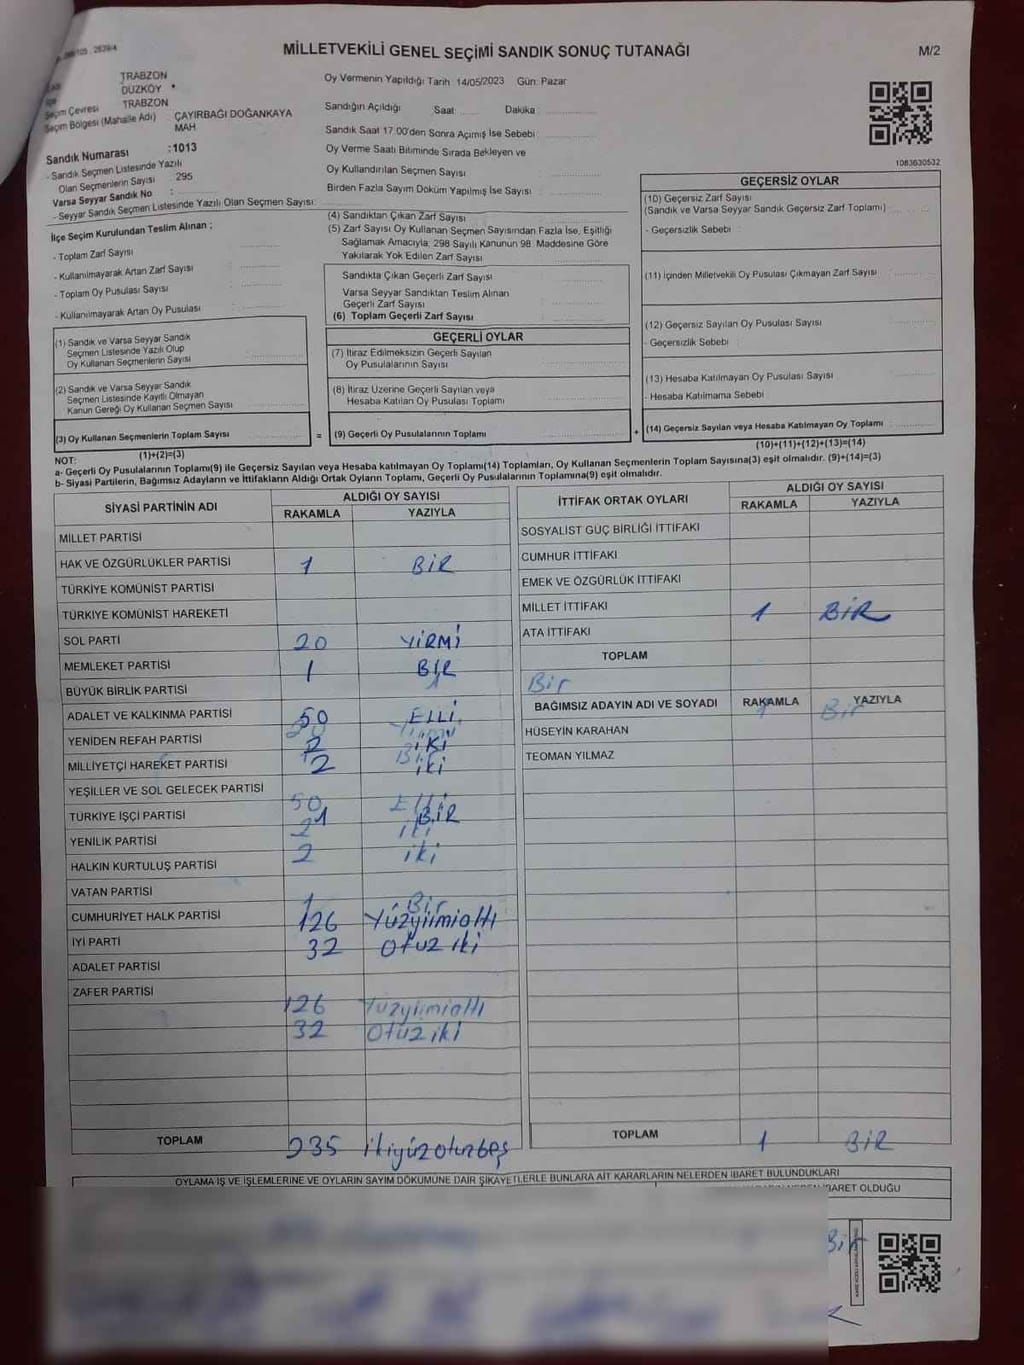 MİLLETVEKİLİ GENEL SEÇİMİ SANDIK SONUÇ TUTANAĞI
M/2
TRABZON
DÜZKÖY
Seçim Çevresi TRABZON
Seçim Bölgesi (Mahalle Adı) ÇAYIRBAĞI DOĞANKAYA MAH
Sandık Numarası :1013
- Sandık Seçmen Listesinde Yazılı
Olan Seçmenlerin Sayısı : 295
Varsa Seyyar Sandık No :
- Seyyar Sandık Seçmen Listesinde Yazılı Olan Seçmen Sayısı:
Oy Vermenin Yapıldığı Tarih 14/05/2023 Gün: Pazar
Sandığın Açıldığı Saat: Dakika:
Sandık Saat 17.00'den Sonra Açılmış İse Sebebi
Oy Verme Saati Bitiminde Sırada Bekleyen ve
Oy Kullandırılan Seçmen Sayısı
Birden Fazla Sayım Döküm Yapılmış İse Sayısı
1083630532
İlçe Seçim Kurulundan Teslim Alınan ;
- Toplam Zarf Sayısı
- Kullanılmayarak Artan Zarf Sayısı
- Toplam Oy Pusulası Sayısı
- Kullanılmayarak Artan Oy Pusulası
(4) Sandıktan Çıkan Zarf Sayısı
(5) Zarf Sayısı Oy Kullanan Seçmen Sayısından Fazla İse, Eşitliği
Sağlamak Amacıyla; 298 Sayılı Kanunun 98. Maddesine Göre
Yakılarak Yok Edilen Zarf Sayısı
Sandıkta Çıkan Geçerli Zarf Sayısı
Varsa Seyyar Sandıktan Teslim Alınan
Geçerli Zarf Sayısı
(6) Toplam Geçerli Zarf Sayısı
GEÇERSİZ OYLAR
(10) Geçersiz Zarf Sayısı
(Sandık ve Varsa Seyyar Sandık Geçersiz Zarf Toplamı)
- Geçersizlik Sebebi
(11) İçinden Milletvekili Oy Pusulası Çıkmayan Zarf Sayısı
(12) Geçersiz Sayılan Oy Pusulası Sayısı
- Geçersizlik Sebebi
(13) Hesaba Katılmayan Oy Pusulası Sayısı
- Hesaba Katılmama Sebebi
(14) Geçersiz Sayılan veya Hesaba Katılmayan Oy Toplamı
(10)+(11)+(12)+(13)=(14)
(1) Sandık ve Varsa Seyyar Sandık
Seçmen Listesinde Yazılı Olup
Oy Kullanan Seçmenlerin Sayısı
(2) Sandık ve Varsa Seyyar Sandık
Seçmen Listesinde Kayıtlı Olmayan
Kanun Gereği Oy Kullanan Seçmen Sayısı
(3) Oy Kullanan Seçmenlerin Toplam Sayısı
(1)+(2)=(3)
=
GEÇERLİ OYLAR
(7) İtiraz Edilmeksizin Geçerli Sayılan
Oy Pusulalarının Sayısı
(8) İtiraz Üzerine Geçerli Sayılan veya
Hesaba Katılan Oy Pusulası Toplamı
(9) Geçerli Oy Pusulalarının Toplamı
+
NOT:
a- Geçerli Oy Pusulalarının Toplamı(9) ile Geçersiz Sayılan veya Hesaba katılmayan Oy Toplamı(14) Toplamları, Oy Kullanan Seçmenlerin Toplam Sayısına(3) eşit olmalıdır. (9)+(14)=(3)
b- Siyasi Partilerin, Bağımsız Adayların ve İttifakların Aldığı Ortak Oyların Toplamı, Geçerli Oy Pusulalarının Toplamına(9) eşit olmalıdır.
SİYASİ PARTİNİN ADI ALDIĞI OY SAYISI
RAKAMLA YAZIYLA
MİLLET PARTİSİ
HAK VE ÖZGÜRLÜKLER PARTİSİ 1 BİR
TÜRKİYE KOMÜNİST PARTİSİ
TÜRKİYE KOMÜNİST HAREKETİ
SOL PARTİ 20 YİRMİ
MEMLEKET PARTİSİ 1 BİR
BÜYÜK BİRLİK PARTİSİ
ADALET VE KALKINMA PARTİSİ 50 ELLİ
YENİDEN REFAH PARTİSİ 2 İKİ
MİLLİYETÇİ HAREKET PARTİSİ 2 iki
YEŞİLLER VE SOL GELECEK PARTİSİ
50 Elli
TÜRKİYE İŞÇİ PARTİSİ 1 BİR
2 iki
YENİLİK PARTİSİ
2 iki
HALKIN KURTULUŞ PARTİSİ
VATAN PARTİSİ
1 Bir
CUMHURİYET HALK PARTİSİ 126 Yüzyiımialtı
İYİ PARTİ 32 Otuz iki
ADALET PARTİSİ
ZAFER PARTİSİ
126 Yüzyiımialtı
32 Otuz iki
TOPLAM 235 ikiyüzotuzbeş
İTTİFAK ORTAK OYLARI ALDIĞI OY SAYISI
RAKAMLA YAZIYLA
SOSYALİST GÜÇ BİRLİĞİ İTTİFAKI
CUMHUR İTTİFAKI
EMEK VE ÖZGÜRLÜK İTTİFAKI
MİLLET İTTİFAKI 1 BİR
ATA İTTİFAKI
TOPLAM
Bir
BAĞIMSIZ ADAYIN ADI VE SOYADI RAKAMLA YAZIYLA
1 Bir
HÜSEYİN KARAHAN
TEOMAN YILMAZ
TOPLAM 1 BİR
OYLAMA İŞ VE İŞLEMLERİNE VE OYLARIN SAYIM DÖKÜMÜNE DAİR ŞİKAYETLERLE BUNLARA AİT KARARLARIN NELERDEN İBARET BULUNDUKLARI
İBARET OLDUĞU
Bir